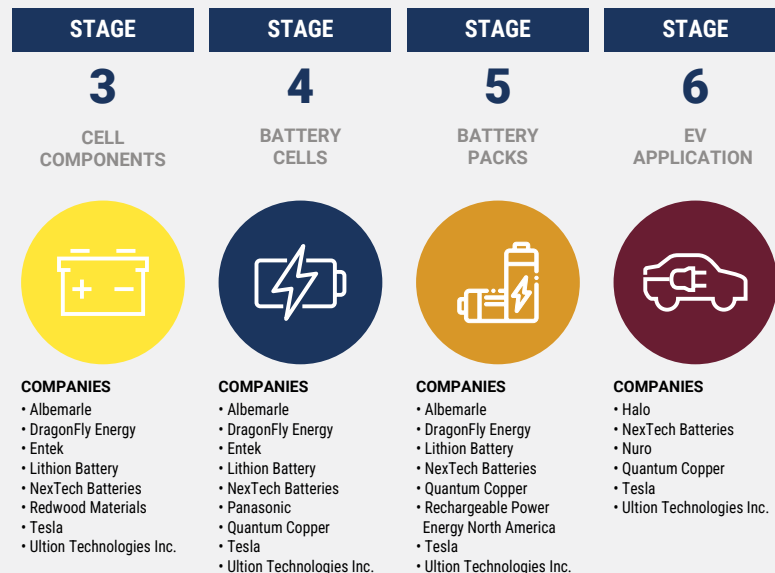 STAGE
3
CELL
COMPONENTS
COMPANIES
• Albemarle
• DragonFly Energy
• Entek
• Lithion Battery
• NexTech Batteries
• Redwood Materials
• Tesla
• Ultion Technologies Inc.
STAGE
4
BATTERY
CELLS
COMPANIES
• Albemarle
• DragonFly Energy
• Entek
• Lithion Battery
• NexTech Batteries
• Panasonic
• Quantum Copper
• Tesla
• Ultion Technologies Inc.
STAGE
5
BATTERY
PACKS
COMPANIES
• Albemarle
• DragonFly Energy
• Lithion Battery
• NexTech Batteries
• Quantum Copper
• Rechargeable Power
Energy North America
• Tesla
• Ultion Technologies Inc.
STAGE
6
EV
APPLICATION
COMPANIES
• Halo
• NexTech Batteries
• Nuro
• Quantum Copper
• Tesla
• Ultion Technologies Inc.